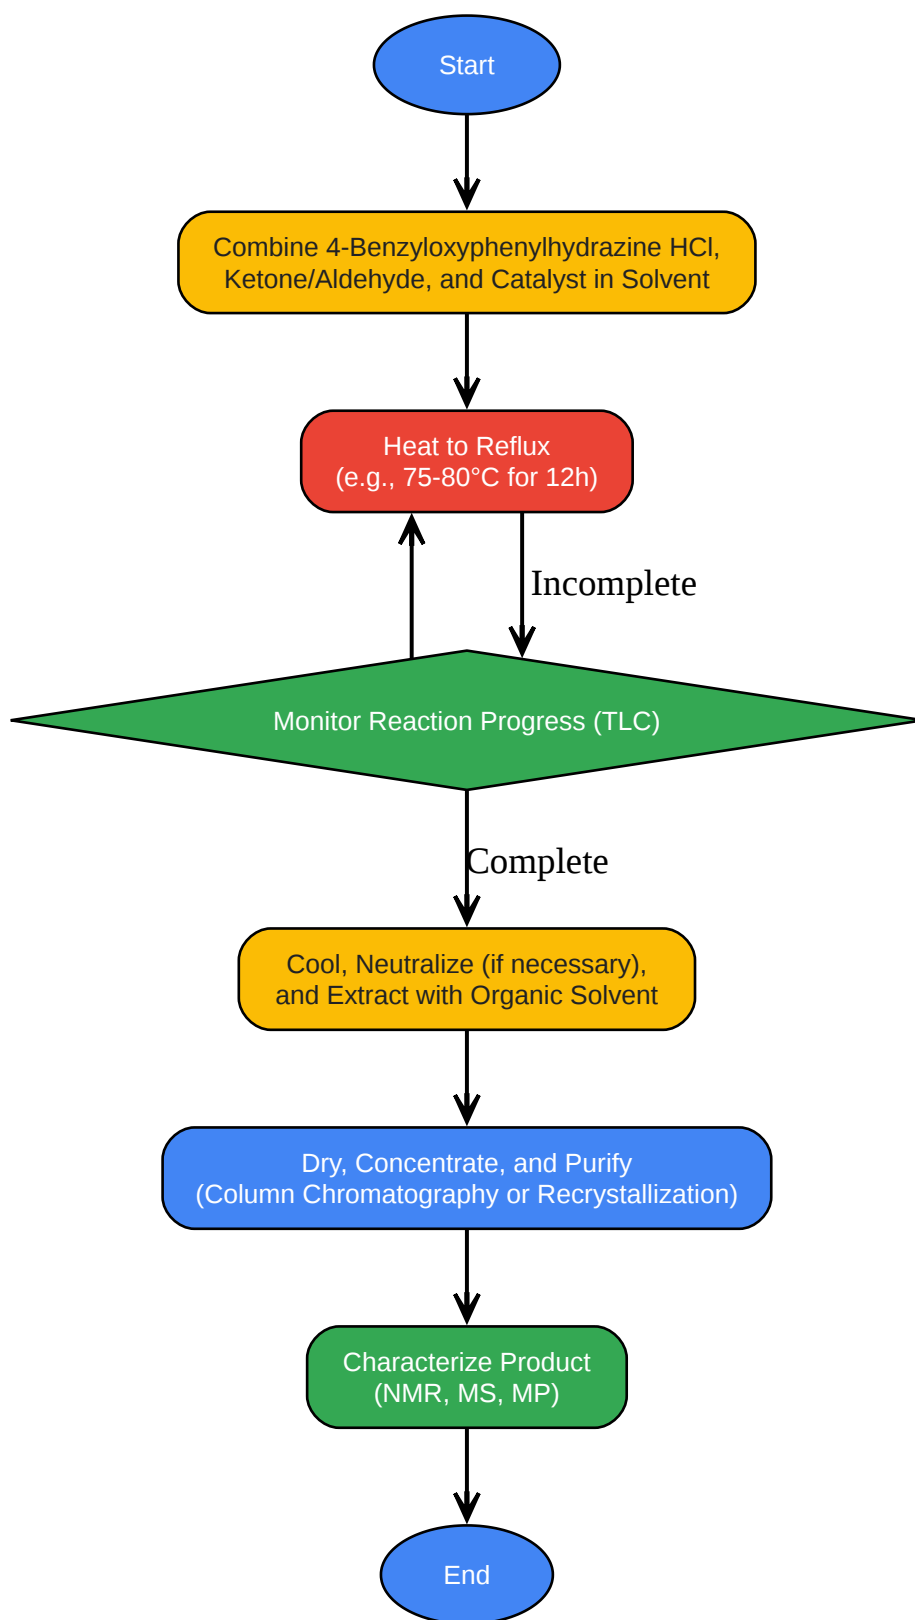 Start
Combine 4-Benzyloxyphenylhydrazine HCl,
Ketone/Aldehyde, and Catalyst in Solvent
Heat to Reflux
(e.g., 75-80°C for 12h)
Incomplete
Monitor Reaction Progress (TLC)
Complete
Cool, Neutralize (if necessary),
and Extract with Organic Solvent
Dry, Concentrate, and Purify
(Column Chromatography or Recrystallization)
Characterize Product
(NMR, MS, MP)
End